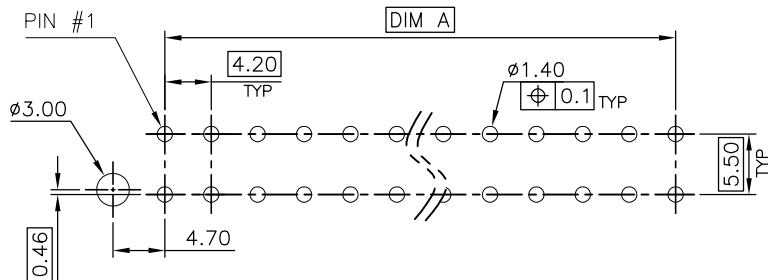 PIN #1
DIM A
4.20
TYP
ø1.40
0.1 TYP
ø3.00
5.50
TYP
4.70
0.46